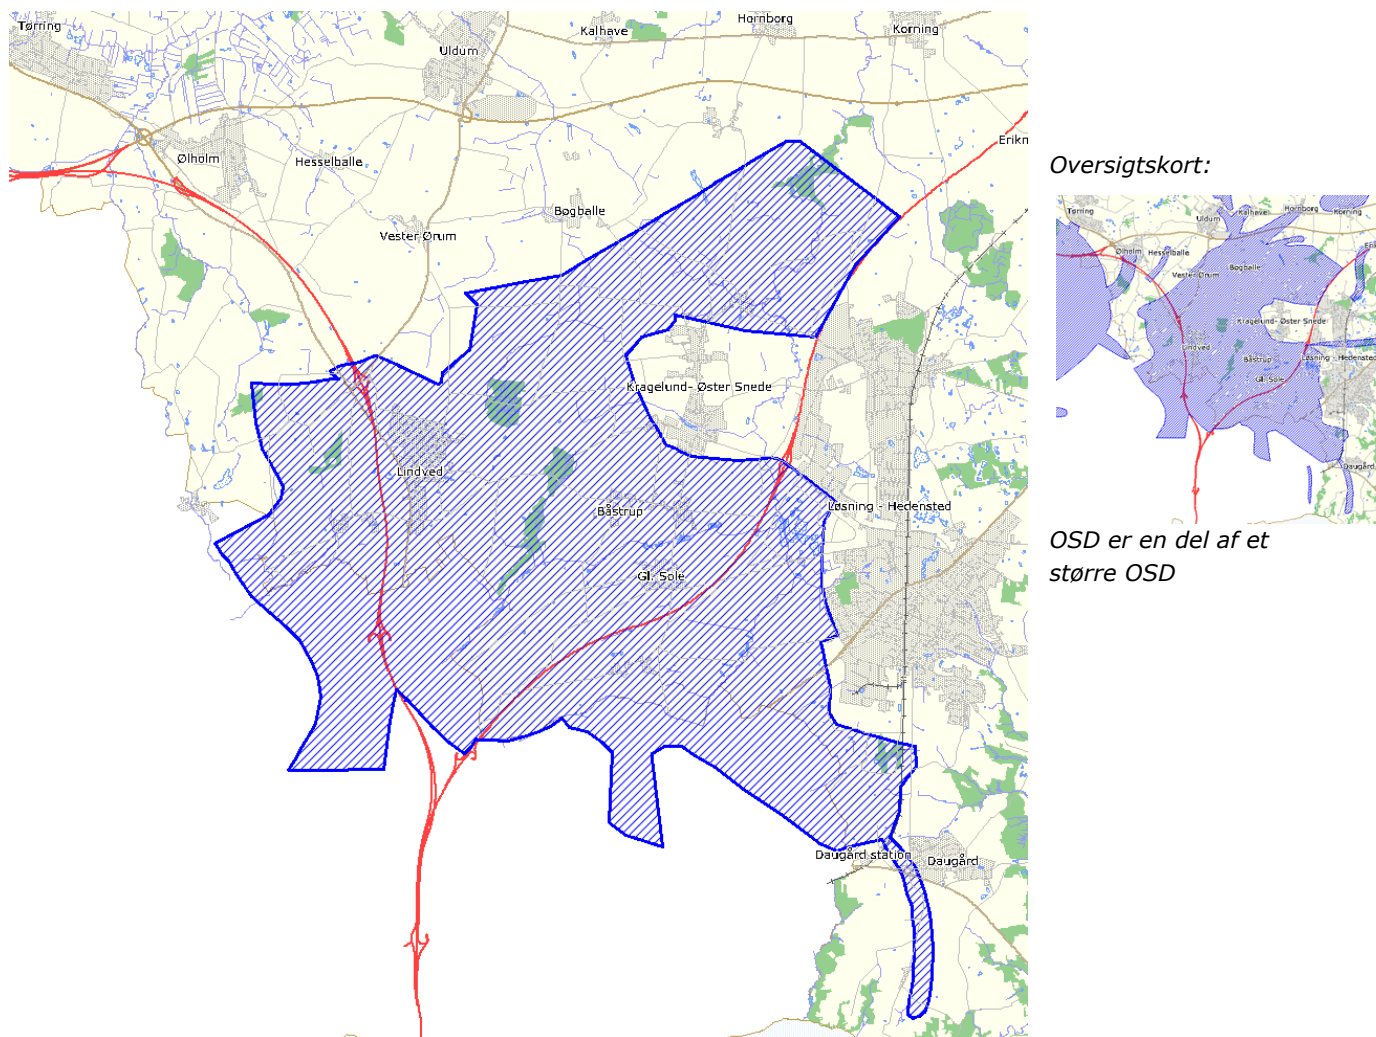 Tørring
Uldum
Kalhave
Hornborg
Korning
Ølholm
Hesselballe
Erikn
Bøgballe
Vester Ørum
Kragelund- Øster Snede
Lindved
Båstrup
Løsning - Hedensted
Gl. Sole
Daugård station
Daugård
Oversigtskort:
Tørring
Uldum
Kalhave
Hornborg
Korning
Ølholm
Hesselballe
Erik
Vester Ørum
Bøgballe
Kragelund- Øster Snede
Lindved
Båstrup
Løsning - Hedensted
Gl. Sole
Daugård
OSD er en del af et
større OSD